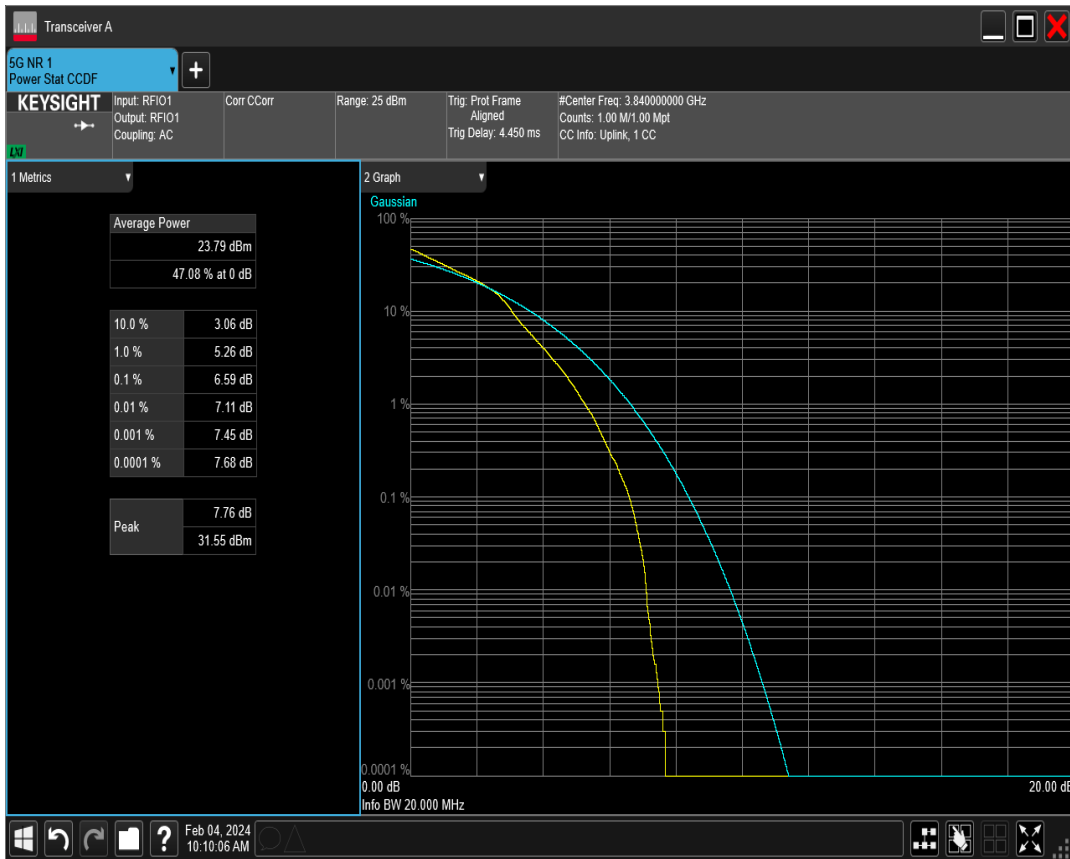 Transceiver A
5G NR 1
Power Stat CCDF
KEYSIGHT
LXI
Input: RFIO1
Output: RFIO1
Coupling: AC
Corr CCorr
Range: 25 dBm
Trig: Prot Frame
Aligned
Trig Delay: 4.450 ms
#Center Freq: 3.840000000 GHz
Counts: 1.00 M/1.00 Mpt
CC Info: Uplink, 1 CC
1 Metrics
Average Power
23.79 dBm
47.08 % at 0 dB
10.0 % 3.06 dB
1.0 % 5.26 dB
0.1 % 6.59 dB
0.01 % 7.11 dB
0.001 % 7.45 dB
0.0001 % 7.68 dB
Peak
7.76 dB
31.55 dBm
2 Graph
Gaussian
100 %
10 %
1 %
0.1 %
0.01 %
0.001 %
0.0001 %
0.00 dB 20.00 dB
Info BW 20.000 MHz
Feb 04, 2024
10:10:06 AM